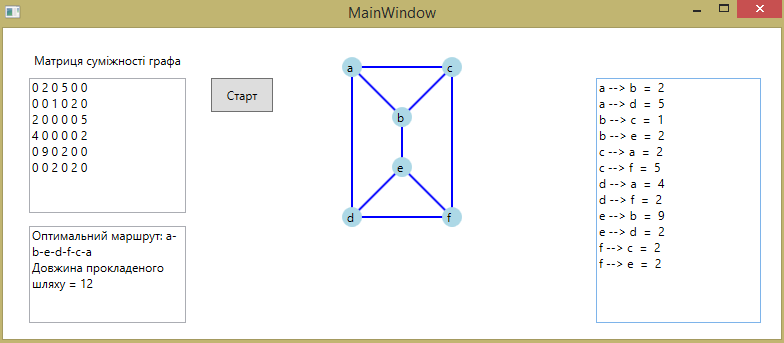 MainWindow
Матриця суміжності графа
0 2 0 5 0 0
0 0 1 0 2 0
2 0 0 0 0 5
4 0 0 0 0 2
0 9 0 2 0 0
0 0 2 0 2 0
Старт
a
c
b
e
d
f
a --> b = 2
a --> d = 5
b --> c = 1
b --> e = 2
c --> a = 2
c --> f = 5
d --> a = 4
d --> f = 2
e --> b = 9
e --> d = 2
f --> c = 2
f --> e = 2
Оптимальний маршрут: a-
b-e-d-f-c-a
Довжина прокладеного
шляху = 12